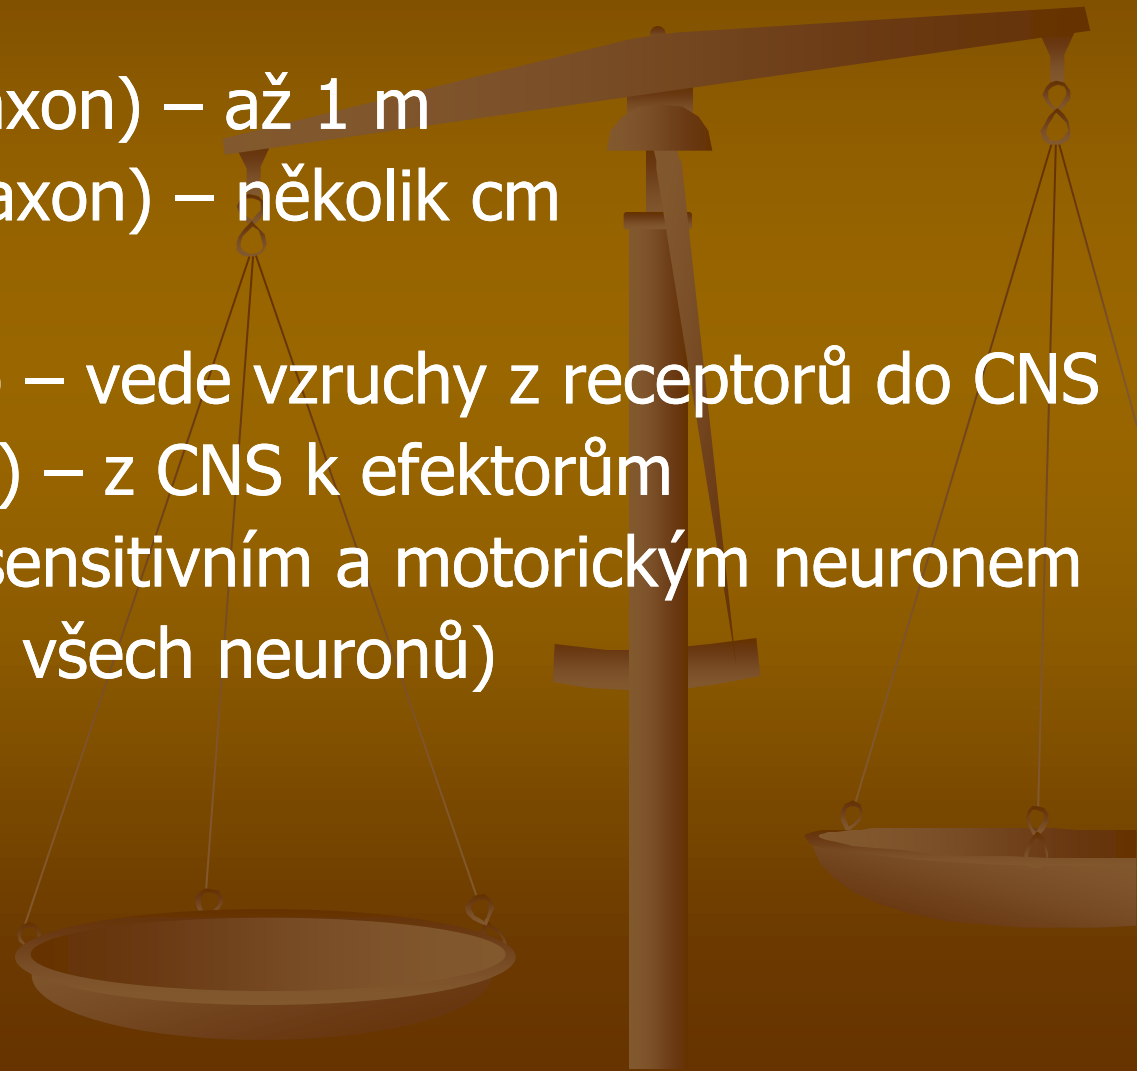 axon) – až 1 m
axon) – několik cm
– vede vzruchy z receptorů do CNS
) – z CNS k efektorům
sensitivním a motorickým neuronem
všech neuronů)